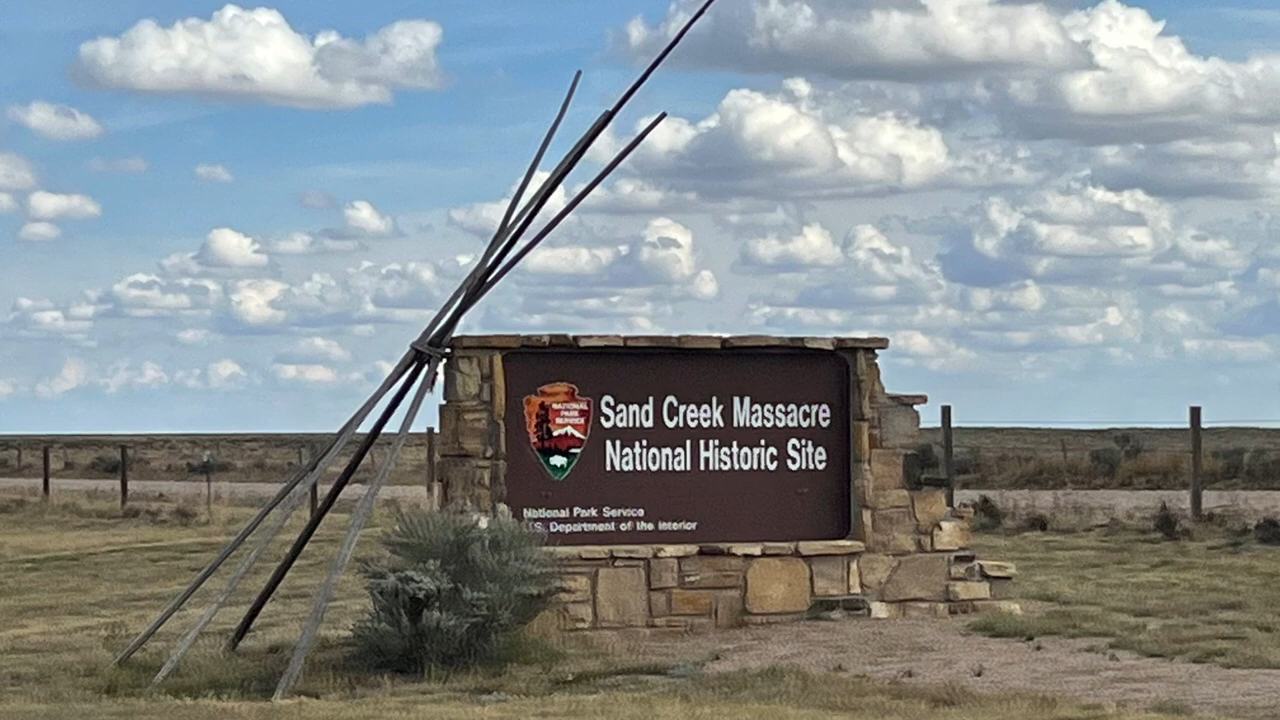 NATIONAL
PARK
SERVICE
Sand Creek Massacre
National Historic Site
National Park Service
U.S. Department of the Interior